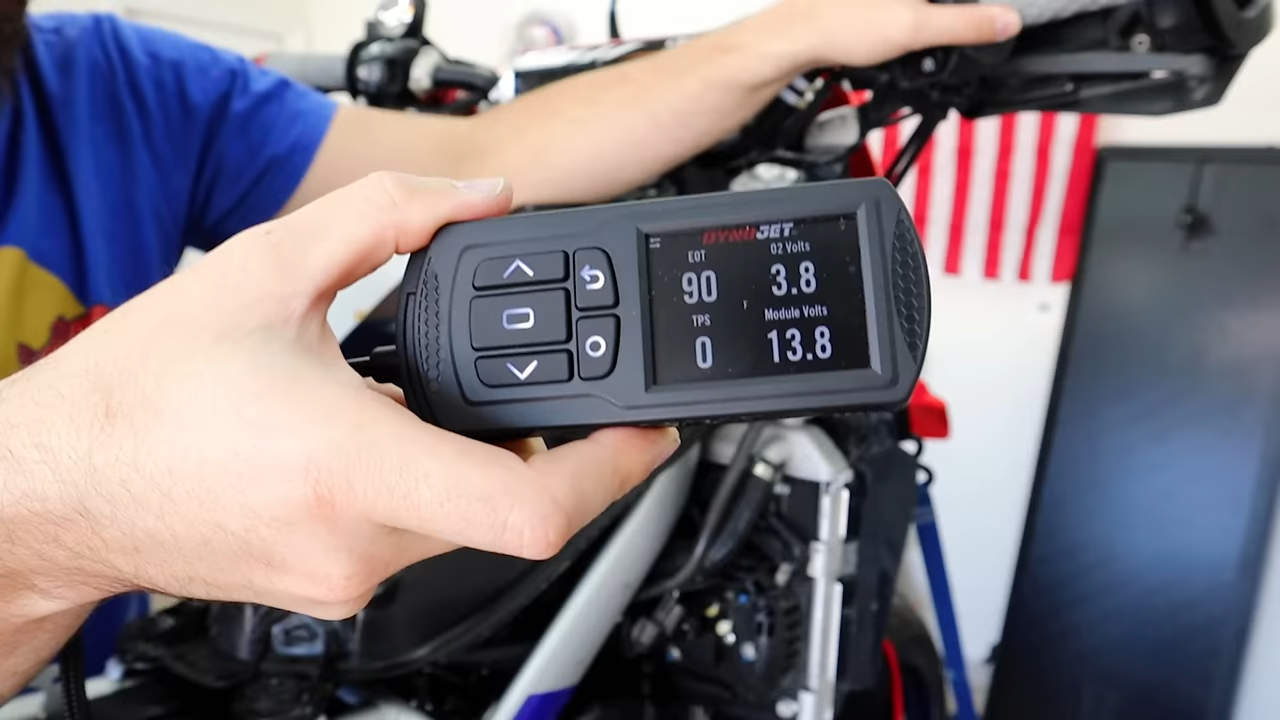 DYNOJET
EOT
O2 Volts
90
3.8
F
TPS
Module Volts
0
13.8